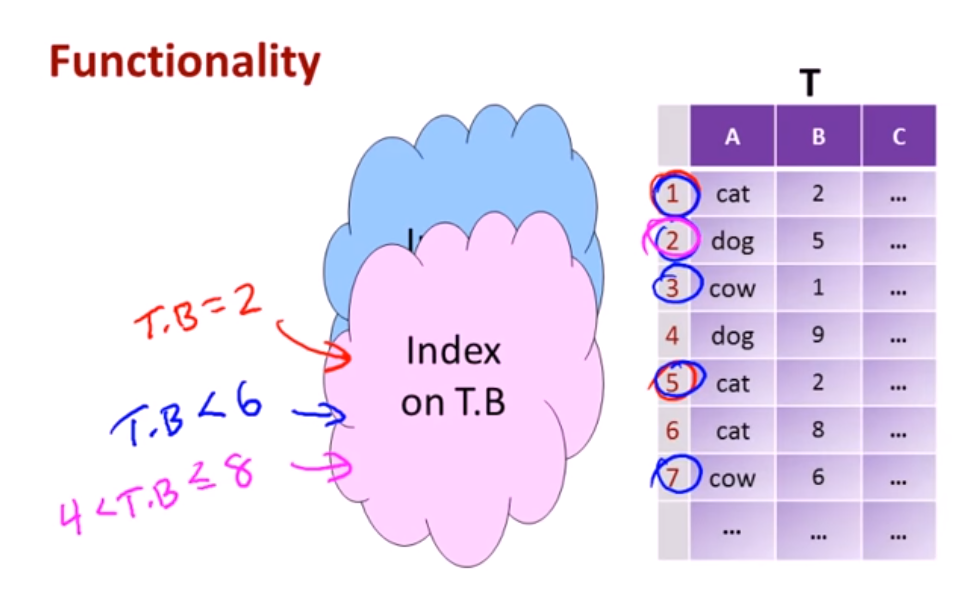 Functionality
T
A B C
1 cat 2 ...
2 dog 5 ...
3 cow 1 ...
4 dog 9 ...
5 cat 2 ...
6 cat 8 ...
7 cow 6 ...
... ... ...
T.B = 2
T.B < 6
4 < T.B ≤ 8
Index
on T.B